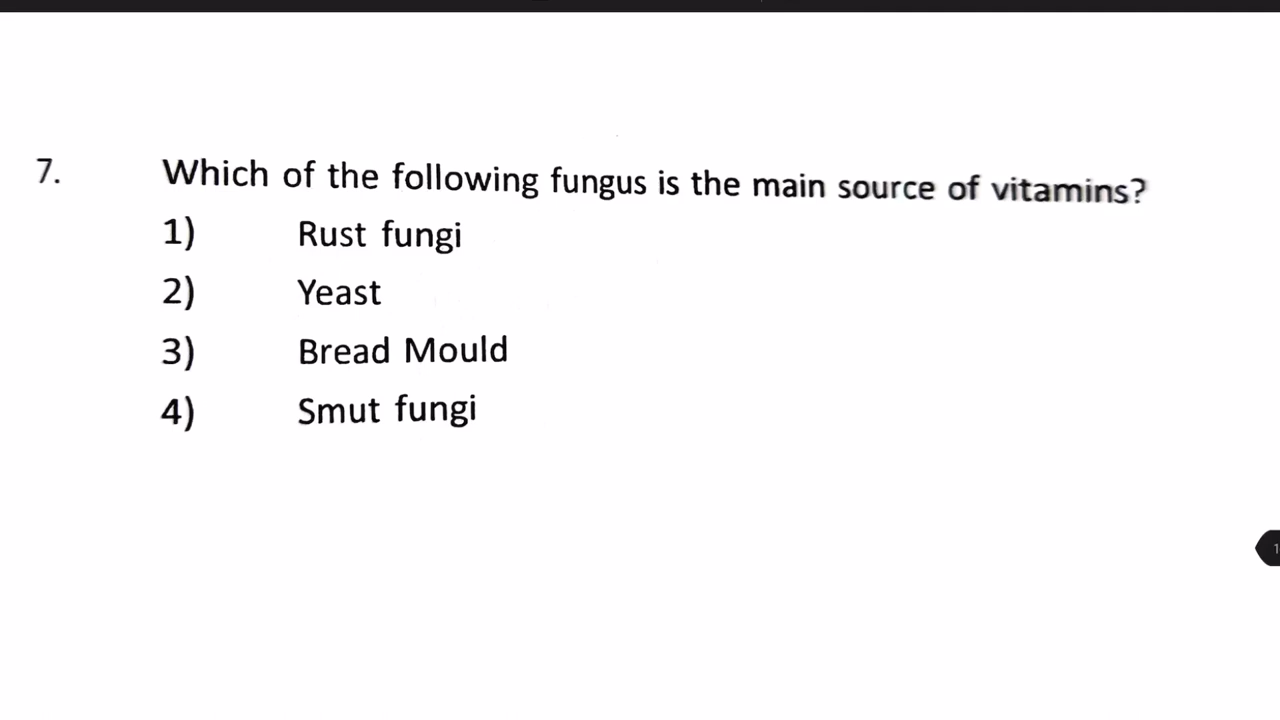 7. Which of the following fungus is the main source of vitamins?
1) Rust fungi
2) Yeast
3) Bread Mould
4) Smut fungi
1